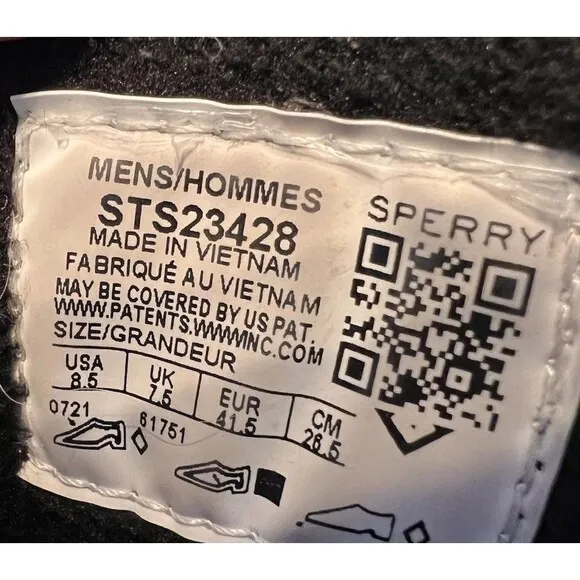 MENS/HOMMES
STS23428
MADE IN VIETNAM
FABRIQUÉ AU VIETNAM
MAY BE COVERED BY US PAT.
WWW.PATENTS.WWWINC.COM
SIZE/GRANDEUR
USA UK EUR CM
8.5 7.5 41.5 26.5
0721 61751
SPERRY